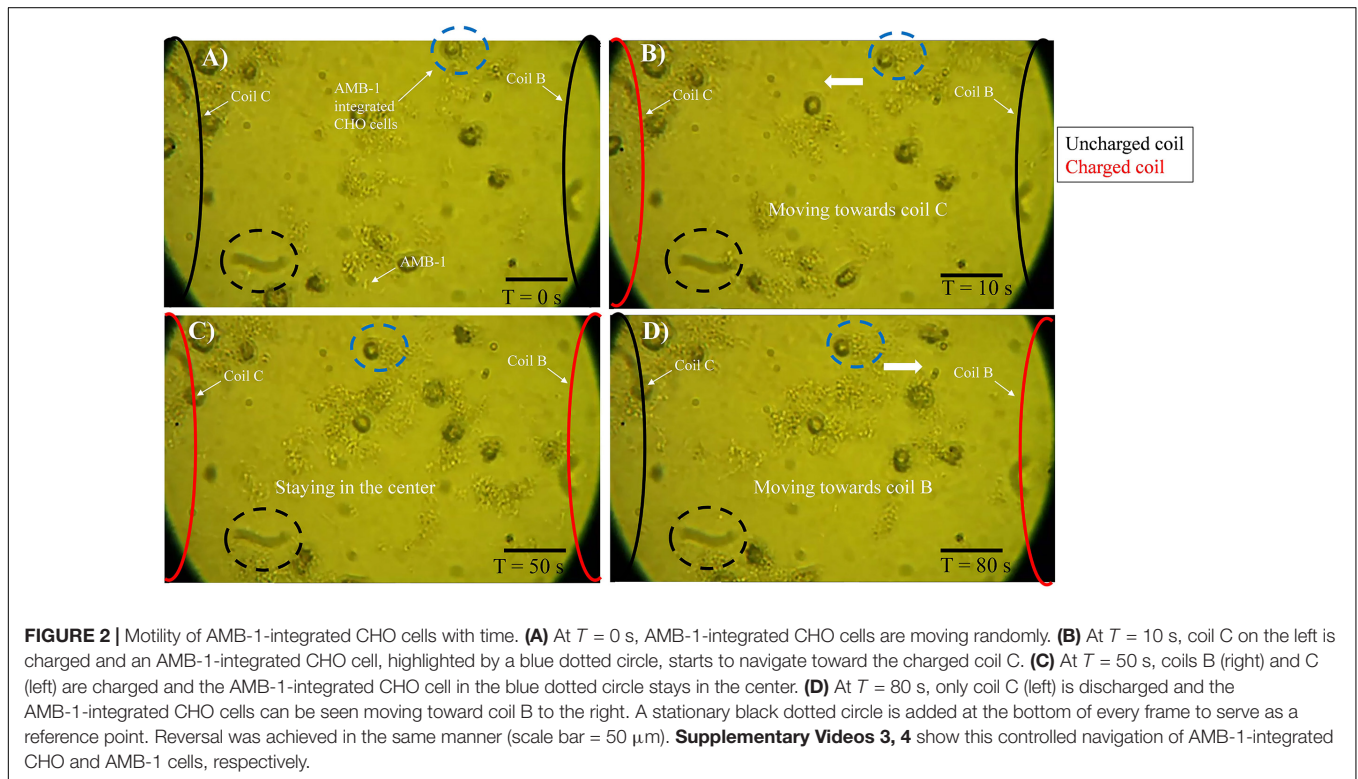 A)
Coil C
AMB-1
integrated
CHO cells
Coil B
AMB-1
T = 0 s
B)
Coil C
Coil B
Moving towards coil C
T = 10 s
Uncharged coil
Charged coil
C)
Coil C
Coil B
Staying in the center
T = 50 s
D)
Coil C
Coil B
Moving towards coil B
T = 80 s
FIGURE 2 | Motility of AMB-1-integrated CHO cells with time. (A) At T = 0 s, AMB-1-integrated CHO cells are moving randomly. (B) At T = 10 s, coil C on the left is
charged and an AMB-1-integrated CHO cell, highlighted by a blue dotted circle, starts to navigate toward the charged coil C. (C) At T = 50 s, coils B (right) and C
(left) are charged and the AMB-1-integrated CHO cell in the blue dotted circle stays in the center. (D) At T = 80 s, only coil C (left) is discharged and the
AMB-1-integrated CHO cells can be seen moving toward coil B to the right. A stationary black dotted circle is added at the bottom of every frame to serve as a
reference point. Reversal was achieved in the same manner (scale bar = 50 μm). Supplementary Videos 3, 4 show this controlled navigation of AMB-1-integrated
CHO and AMB-1 cells, respectively.